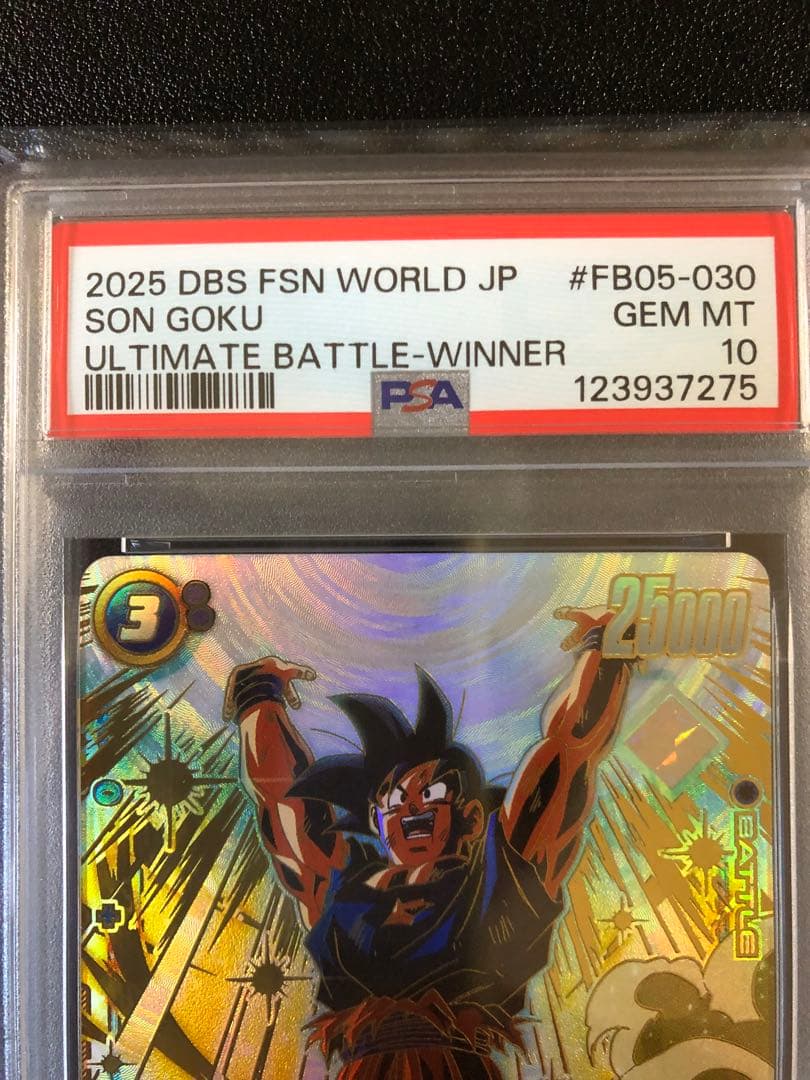 2025 DBS FSN WORLD JP #FB05-030
SON GOKU GEM MT
ULTIMATE BATTLE-WINNER 10
PSA 123937275
3 25000
BATTLE